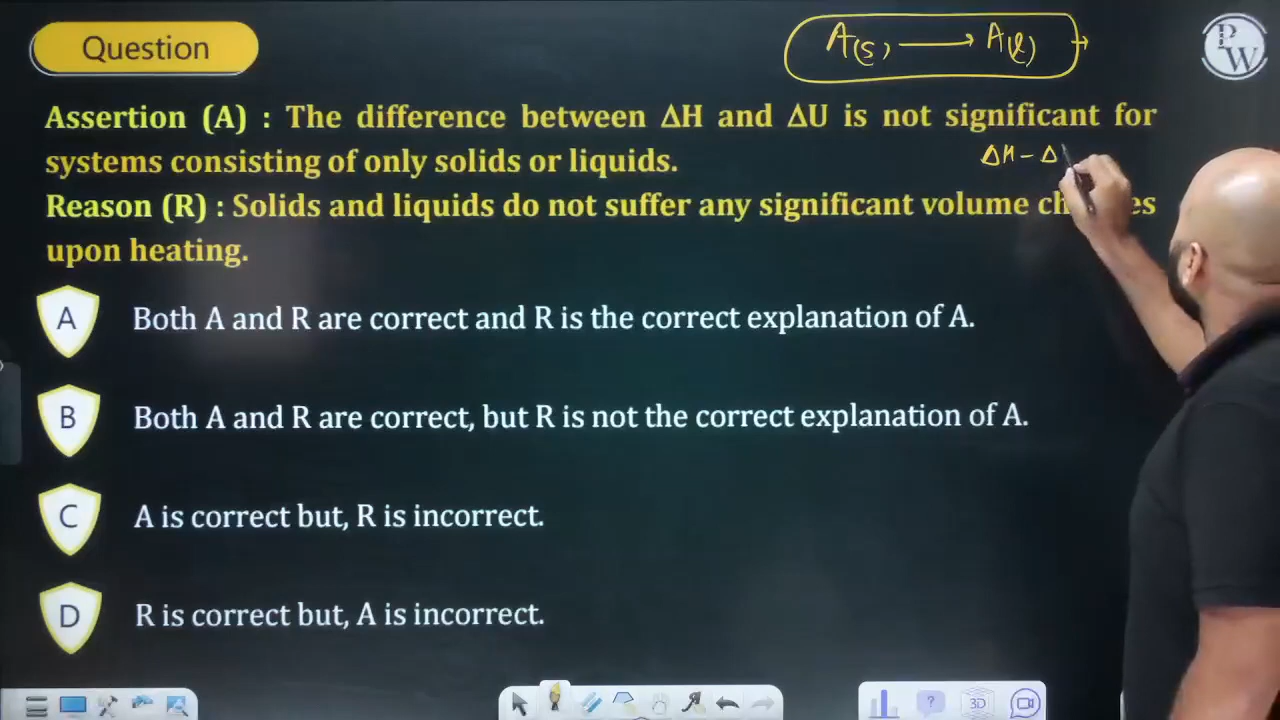 Question
A(s) → A(l) →
PW
Assertion (A) : The difference between ΔH and ΔU is not significant for
systems consisting of only solids or liquids.
ΔH - Δ
Reason (R) : Solids and liquids do not suffer any significant volume
upon heating.
A Both A and R are correct and R is the correct explanation of A.
B Both A and R are correct, but R is not the correct explanation of A.
C A is correct but, R is incorrect.
D R is correct but, A is incorrect.
?
3D